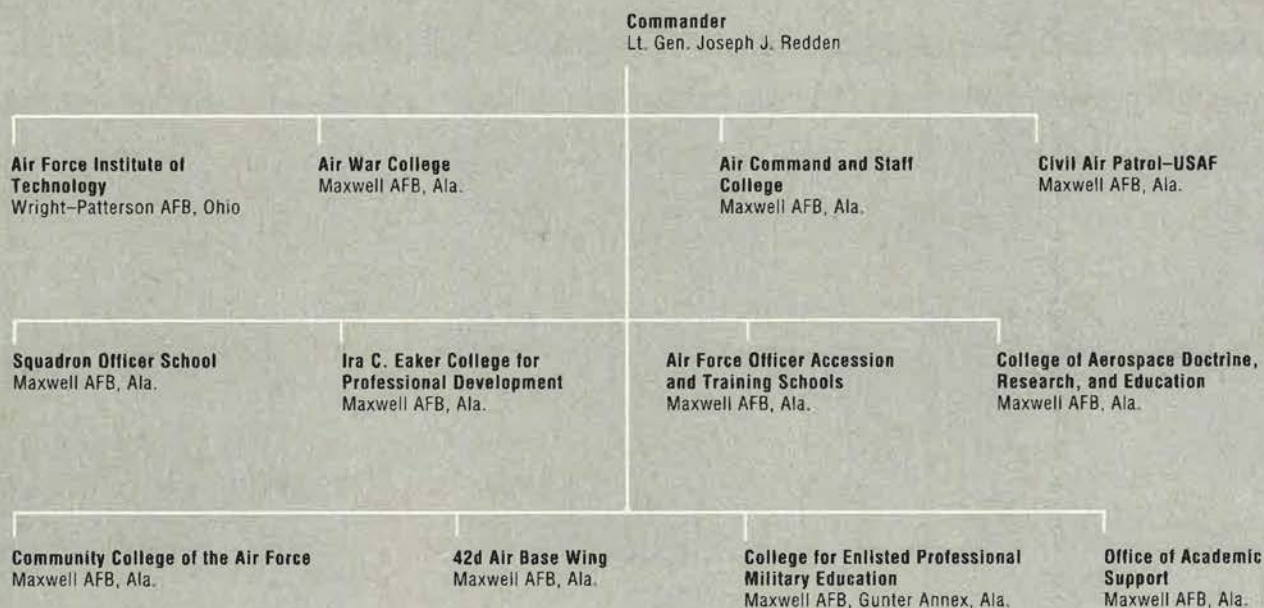 Commander
Lt. Gen. Joseph J. Redden
Air Force Institute of
Technology
Wright–Patterson AFB, Ohio
Air War College
Maxwell AFB, Ala.
Air Command and Staff
College
Maxwell AFB, Ala.
Civil Air Patrol–USAF
Maxwell AFB, Ala.
Squadron Officer School
Maxwell AFB, Ala.
Ira C. Eaker College for
Professional Development
Maxwell AFB, Ala.
Air Force Officer Accession
and Training Schools
Maxwell AFB, Ala.
College of Aerospace Doctrine,
Research, and Education
Maxwell AFB, Ala.
Community College of the Air Force
Maxwell AFB, Ala.
42d Air Base Wing
Maxwell AFB, Ala.
College for Enlisted Professional
Military Education
Maxwell AFB, Gunter Annex, Ala.
Office of Academic
Support
Maxwell AFB, Ala.